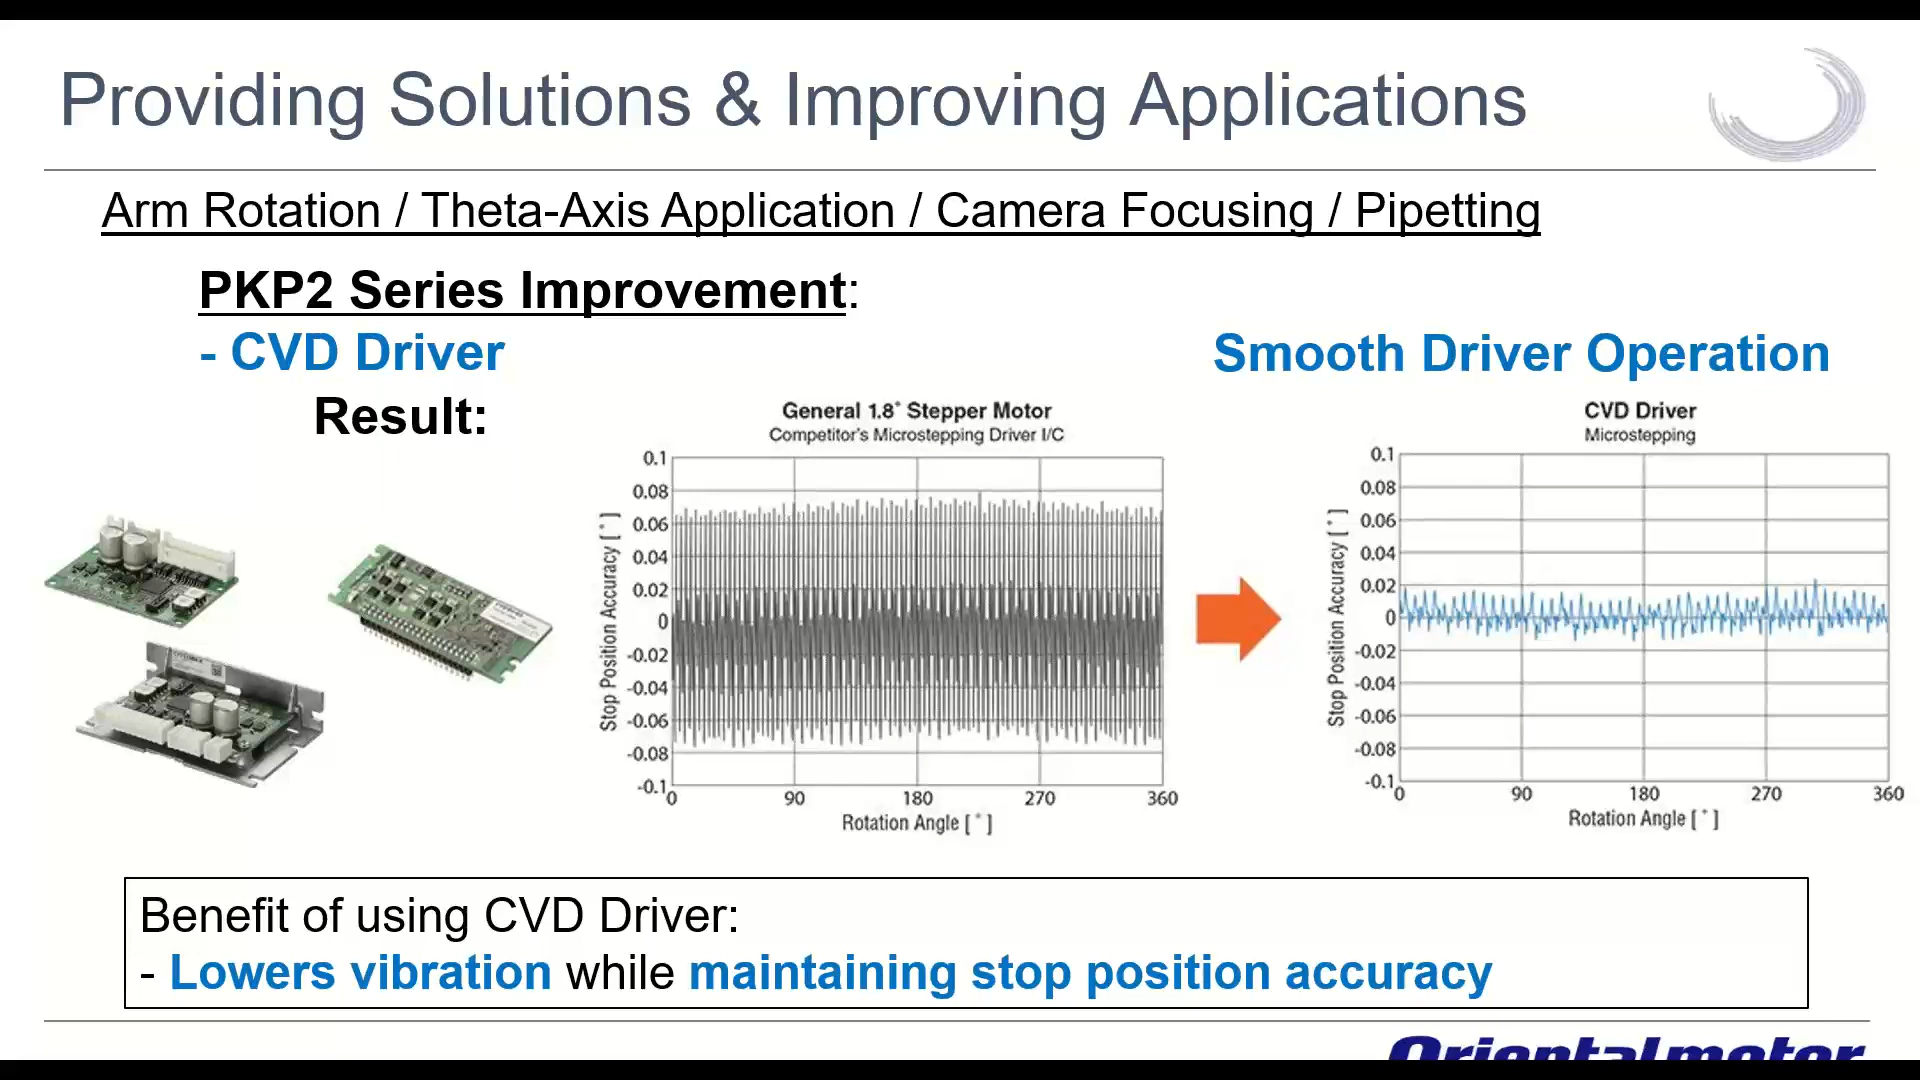 Providing Solutions & Improving Applications
Arm Rotation / Theta-Axis Application / Camera Focusing / Pipetting
PKP2 Series Improvement:
- CVD Driver
Smooth Driver Operation
Result:
General 1.8° Stepper Motor
Competitor's Microstepping Driver I/C
0.1
0.08
0.06
0.04
0.02
0
-0.02
-0.04
-0.06
-0.08
-0.1
Stop Position Accuracy [ ° ]
0 90 180 270 360
Rotation Angle [ ° ]
CVD Driver
Microstepping
0.1
0.08
0.06
0.04
0.02
0
-0.02
-0.04
-0.06
-0.08
-0.1
Stop Position Accuracy [ ° ]
0 90 180 270 360
Rotation Angle [ ° ]
Benefit of using CVD Driver:
- Lowers vibration while maintaining stop position accuracy
Orientalmotor